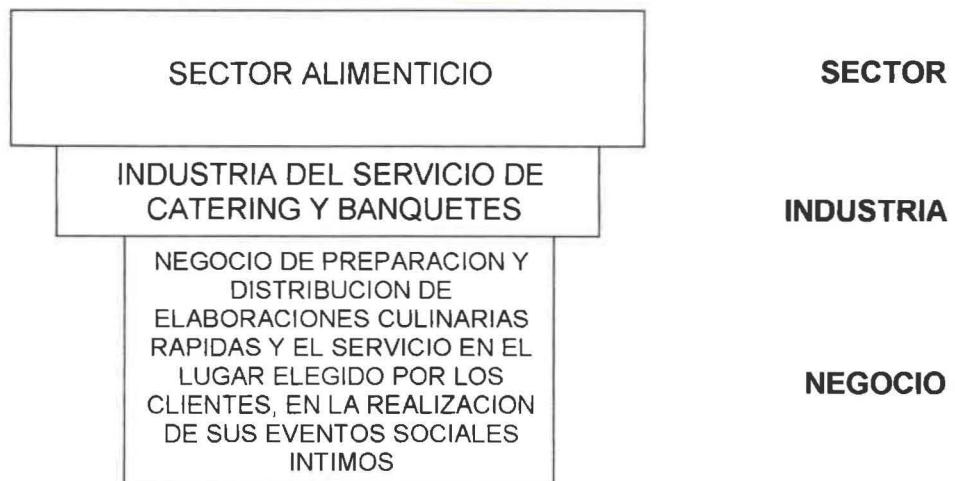 SECTOR ALIMENTICIO
SECTOR
INDUSTRIA DEL SERVICIO DE
CATERING Y BANQUETES
INDUSTRIA
NEGOCIO DE PREPARACION Y
DISTRIBUCION DE
ELABORACIONES CULINARIAS
RAPIDAS Y EL SERVICIO EN EL
LUGAR ELEGIDO POR LOS
CLIENTES, EN LA REALIZACION
DE SUS EVENTOS SOCIALES
INTIMOS
NEGOCIO